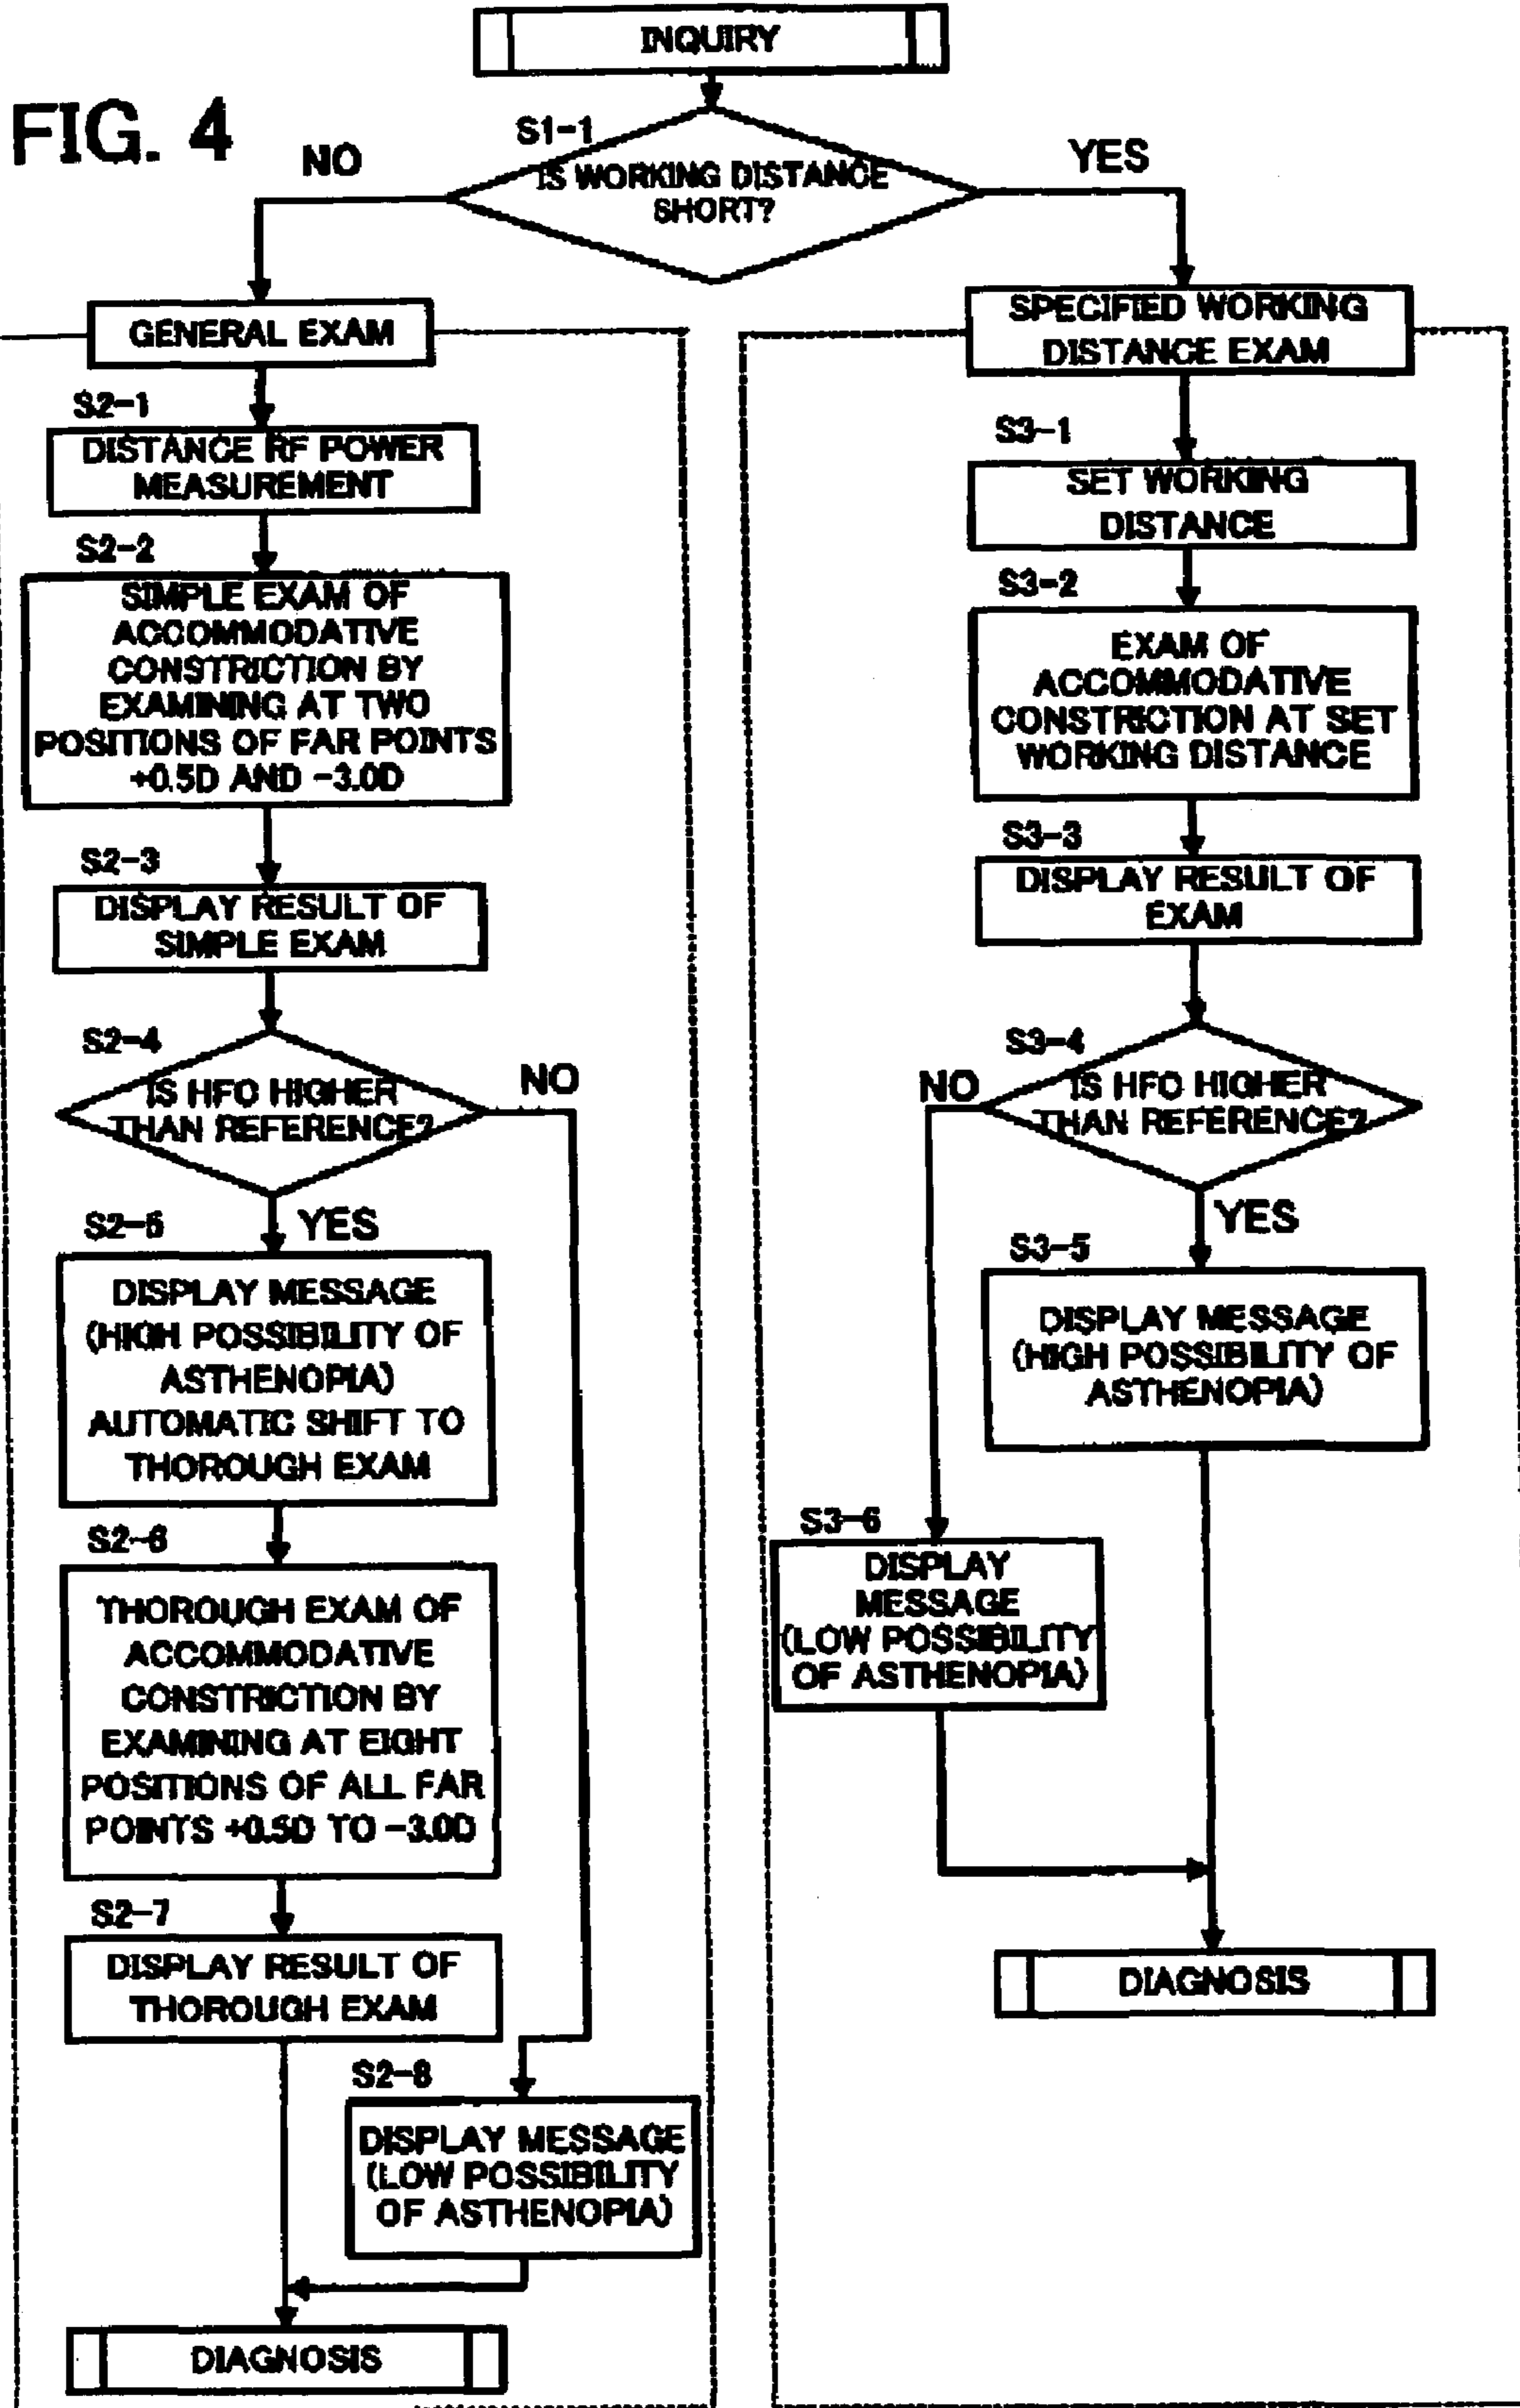 INQUIRY
FIG. 4
S1-1
NO
YES
IS WORKING DISTANCE
SHORT?
GENERAL EXAM
S2-1
DISTANCE RF POWER
MEASUREMENT
S2-2
SIMPLE EXAM OF
ACCOMMODATIVE
CONSTRICTION BY
EXAMINING AT TWO
POSITIONS OF FAR POINTS
+0.5D AND -3.0D
S2-3
DISPLAY RESULT OF
SIMPLE EXAM
S2-4
IS HFO HIGHER
THAN REFERENCE?
NO
YES
S2-5
DISPLAY MESSAGE
(HIGH POSSIBILITY OF
ASTHENOPIA)
AUTOMATIC SHIFT TO
THOROUGH EXAM
S2-6
THOROUGH EXAM OF
ACCOMMODATIVE
CONSTRICTION BY
EXAMINING AT EIGHT
POSITIONS OF ALL FAR
POINTS +0.5D TO -3.0D
S2-7
DISPLAY RESULT OF
THOROUGH EXAM
S2-8
DISPLAY MESSAGE
(LOW POSSIBILITY
OF ASTHENOPIA)
DIAGNOSIS
SPECIFIED WORKING
DISTANCE EXAM
S3-1
SET WORKING
DISTANCE
S3-2
EXAM OF
ACCOMMODATIVE
CONSTRICTION AT SET
WORKING DISTANCE
S3-3
DISPLAY RESULT OF
EXAM
S3-4
NO
IS HFO HIGHER
THAN REFERENCE?
YES
S3-5
DISPLAY MESSAGE
(HIGH POSSIBILITY OF
ASTHENOPIA)
S3-6
DISPLAY
MESSAGE
(LOW POSSIBILITY
OF ASTHENOPIA)
DIAGNOSIS